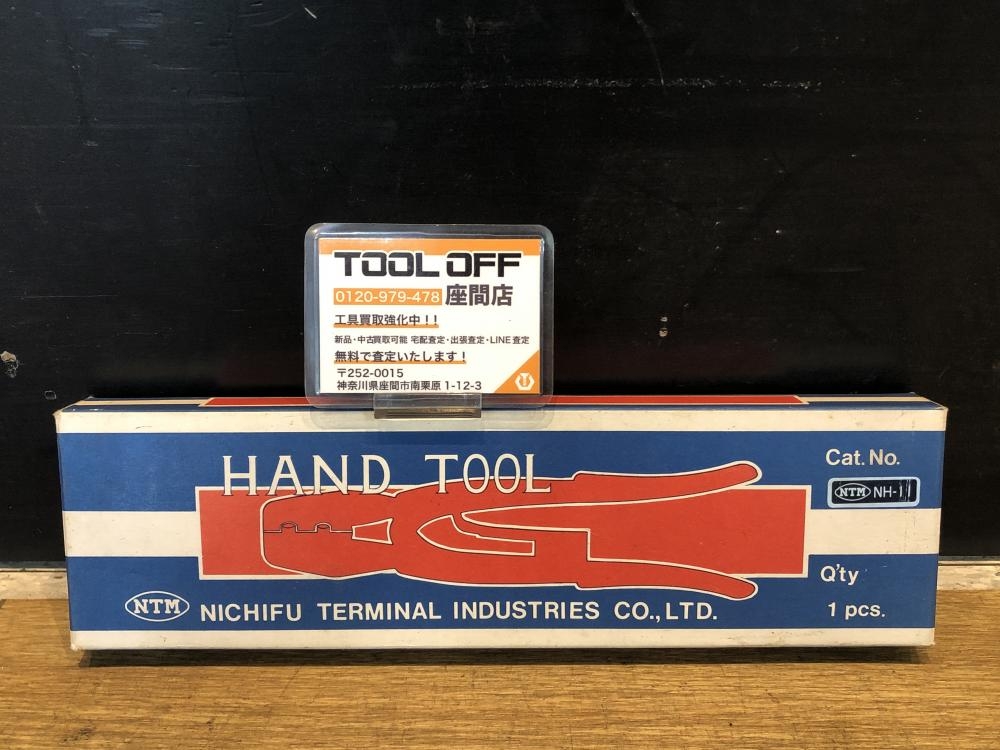 TOOL OFF
0120-979-478 座間店
工具買取強化中!!
新品・中古買取可能 宅配査定・出張査定・LINE査定
無料で査定いたします!
〒252-0015
神奈川県座間市南栗原1-12-3
HAND TOOL
Cat. No.
NTM NH-11
Q'ty
1 pcs.
NTM NICHIFU TERMINAL INDUSTRIES CO., LTD.